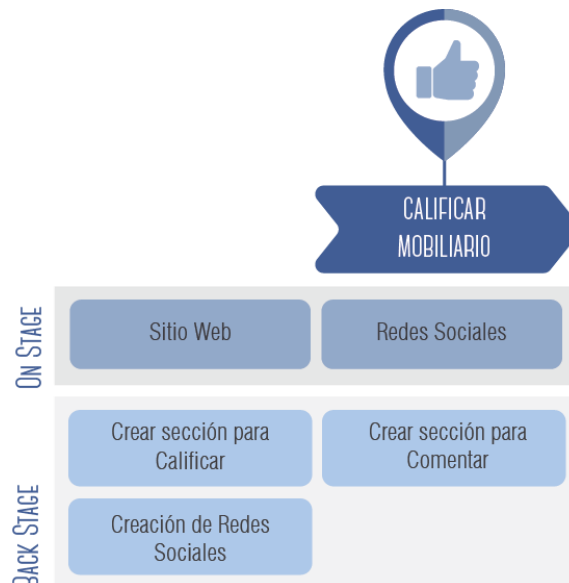 CALIFICAR
MOBILIARIO
ON STAGE
Sitio Web
Redes Sociales
BACK STAGE
Crear sección para
Calificar
Crear sección para
Comentar
Creación de Redes
Sociales